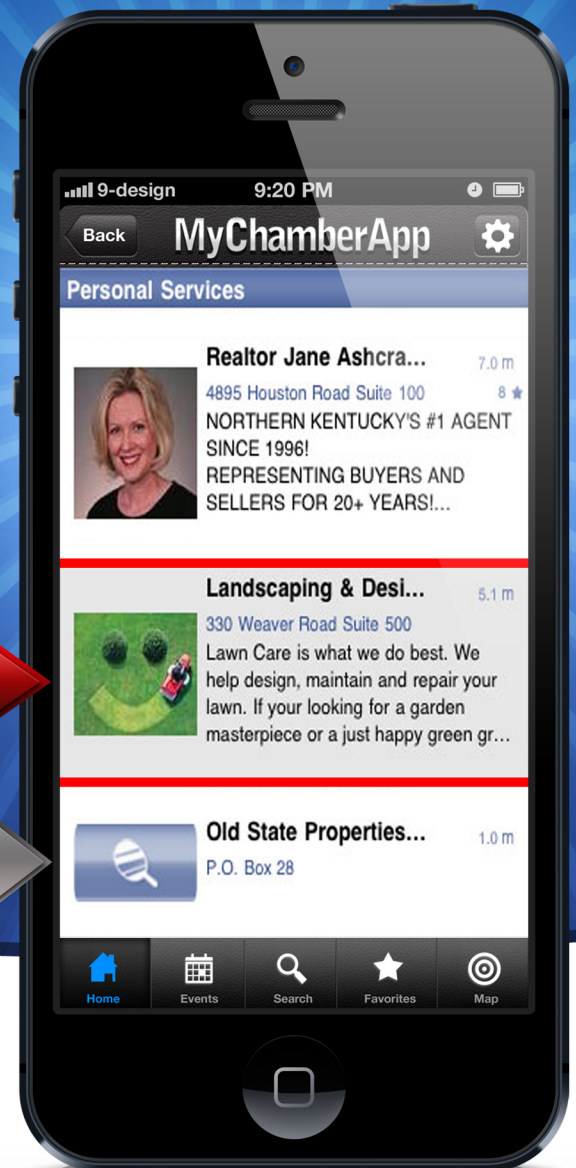 9-design 9:20 PM
Back MyChamberApp
Personal Services
Realtor Jane Ashcra... 7.0 m
4895 Houston Road Suite 100 8 ★
NORTHERN KENTUCKY'S #1 AGENT
SINCE 1996!
REPRESENTING BUYERS AND
SELLERS FOR 20+ YEARS!...
Landscaping & Desi... 5.1 m
330 Weaver Road Suite 500
Lawn Care is what we do best. We
help design, maintain and repair your
lawn. If your looking for a garden
masterpiece or a just happy green gr...
Old State Properties... 1.0 m
P.O. Box 28
Home Events Search Favorites Map